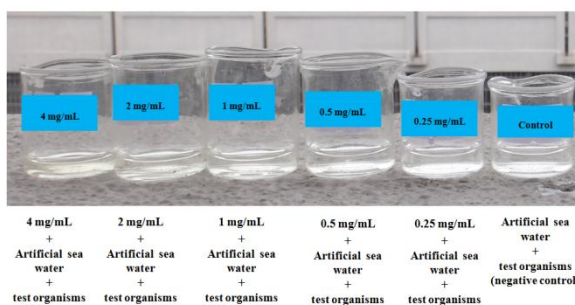 4 mg/mL
2 mg/mL
1 mg/mL
0.5 mg/mL
0.25 mg/mL
Control
4 mg/mL
+
Artificial sea
water
+
test organisms
2 mg/mL
+
Artificial sea
water
+
test organisms
1 mg/mL
+
Artificial sea
water
+
test organisms
0.5 mg/mL
+
Artificial sea
water
+
test organisms
0.25 mg/mL
+
Artificial sea
water
+
test organisms
Artificial sea
water
+
test organisms
(negative control)